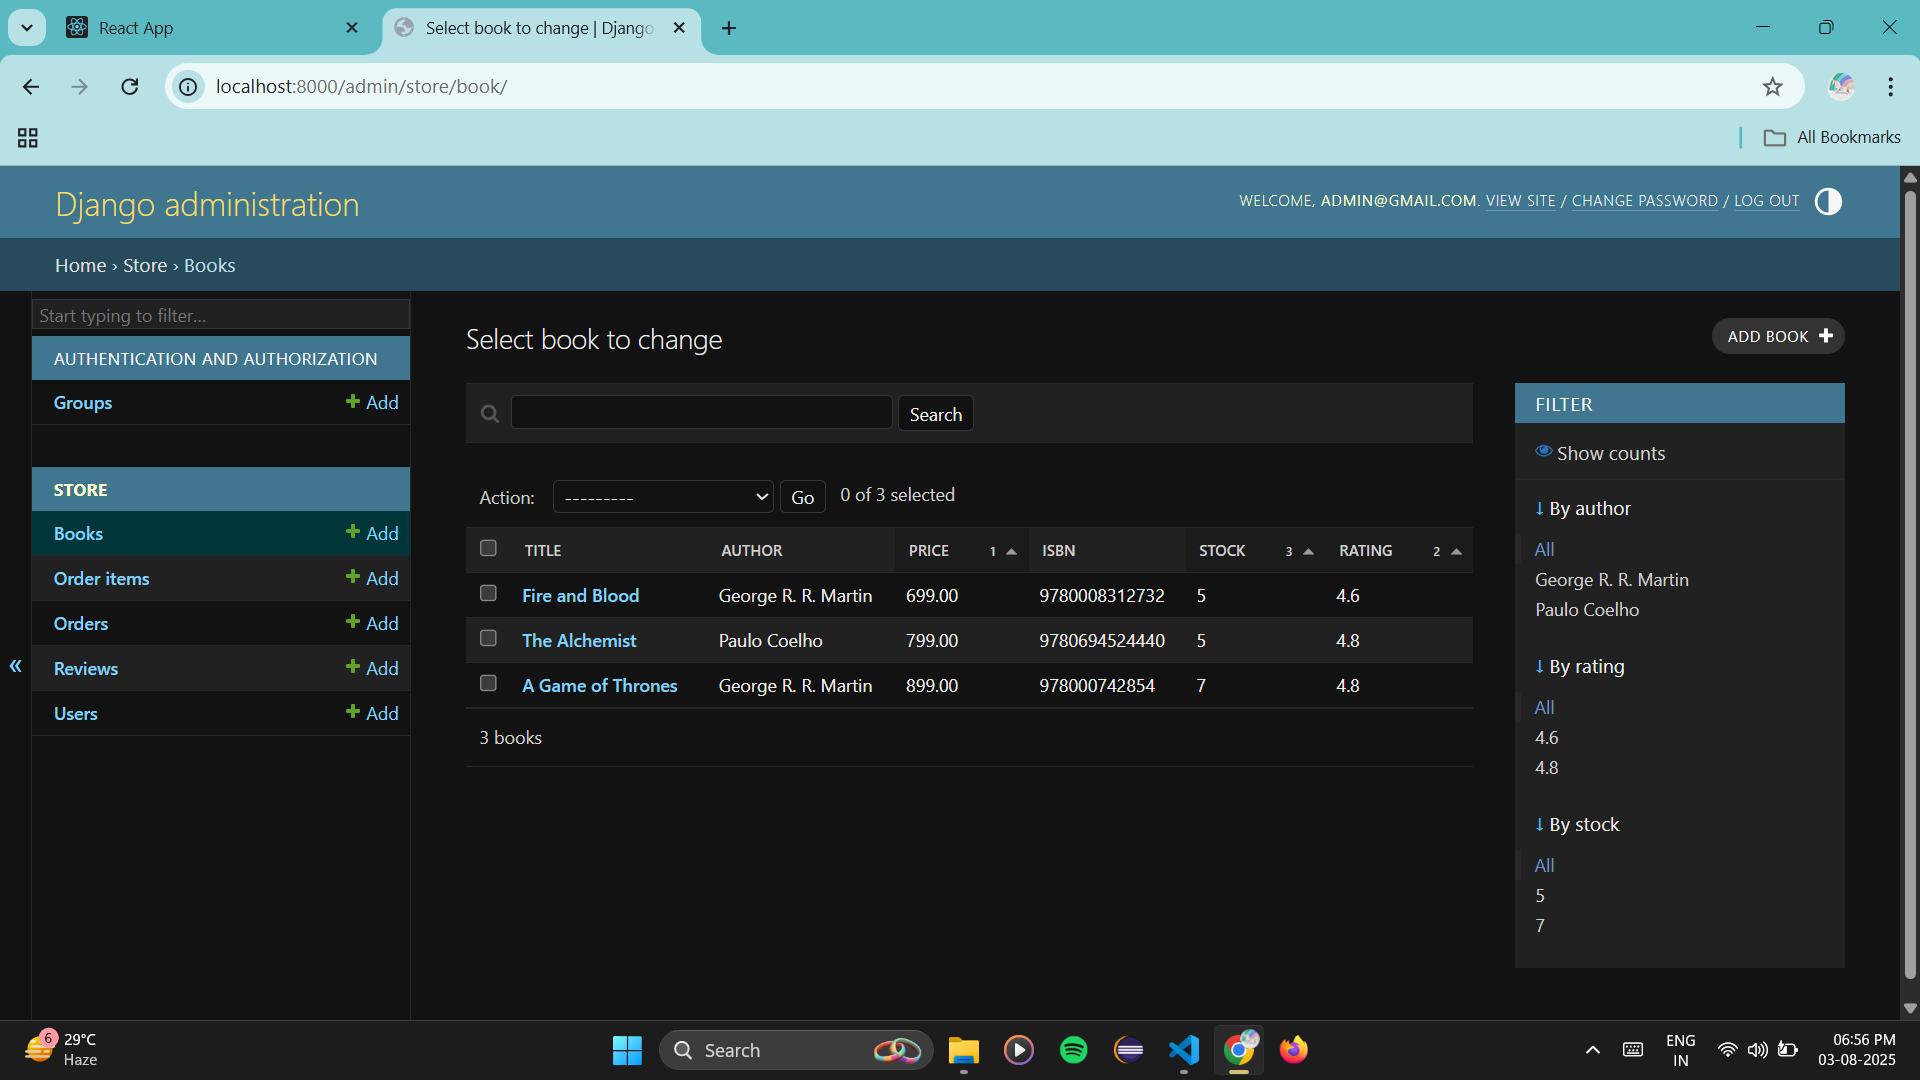 React App
Select book to change | Django
localhost:8000/admin/store/book/
All Bookmarks
Django administration
WELCOME, ADMIN@GMAIL.COM. VIEW SITE / CHANGE PASSWORD / LOG OUT
Home › Store › Books
Start typing to filter...
AUTHENTICATION AND AUTHORIZATION
Groups + Add
STORE
Books + Add
Order items + Add
Orders + Add
Reviews + Add
Users + Add
«
Select book to change
ADD BOOK +
Search
Action: --------- Go 0 of 3 selected
TITLE AUTHOR PRICE 1 ISBN STOCK 3 RATING 2
Fire and Blood George R. R. Martin 699.00 9780008312732 5 4.6
The Alchemist Paulo Coelho 799.00 9780694524440 5 4.8
A Game of Thrones George R. R. Martin 899.00 978000742854 7 4.8
3 books
FILTER
Show counts
↓ By author
All
George R. R. Martin
Paulo Coelho
↓ By rating
All
4.6
4.8
↓ By stock
All
5
7
6
29°C
Haze
Search
ENG
IN
06:56 PM
03-08-2025